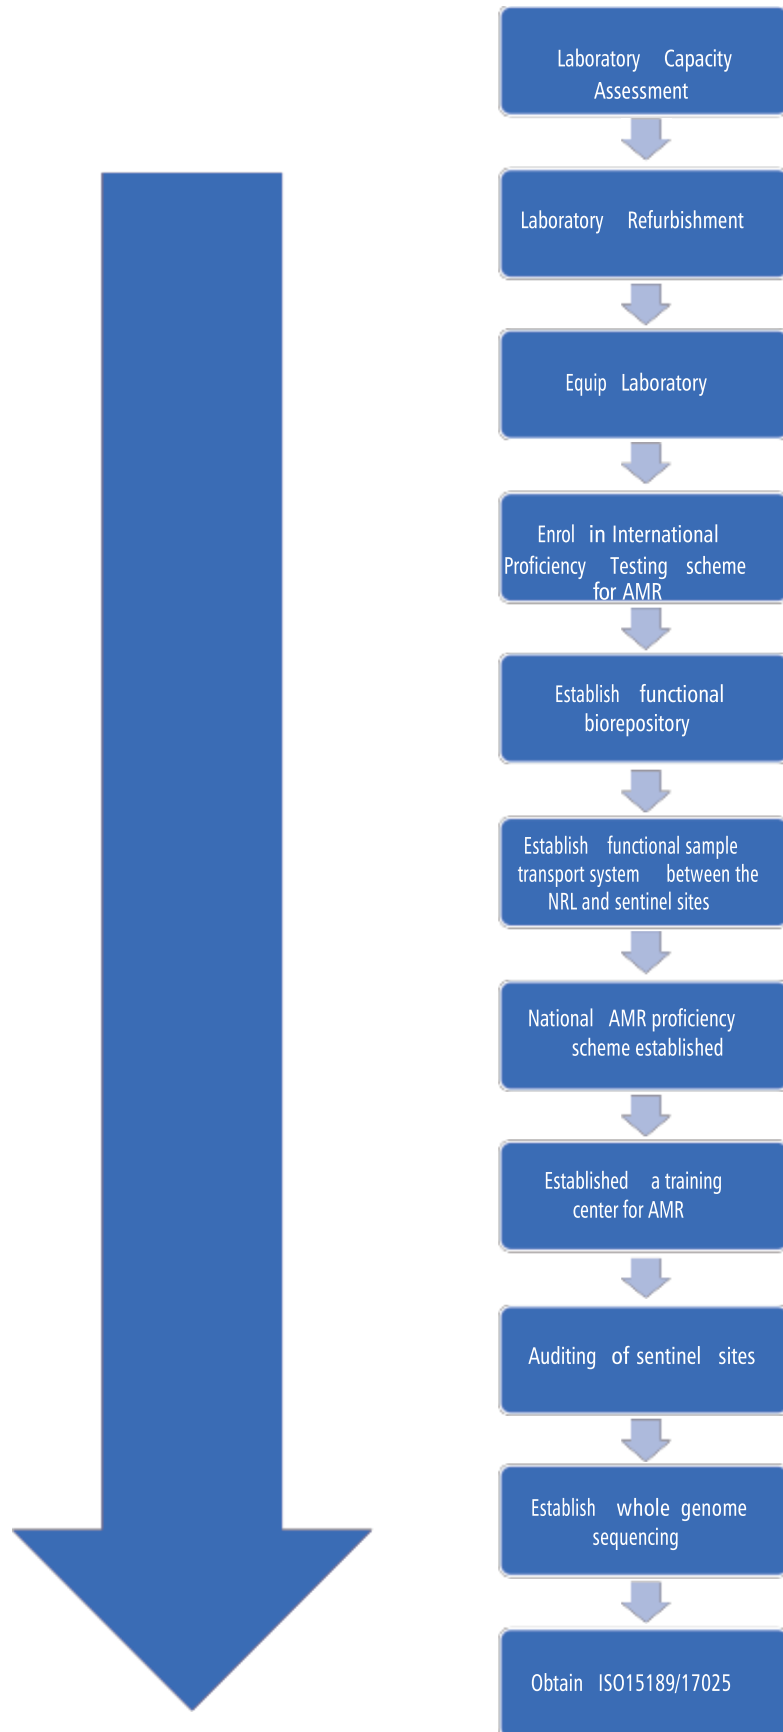 Laboratory Capacity
Assessment
Laboratory Refurbishment
Equip Laboratory
Enrol in International
Proficiency Testing scheme
for AMR
Establish functional
biorepository
Establish functional sample
transport system between the
NRL and sentinel sites
National AMR proficiency
scheme established
Established a training
center for AMR
Auditing of sentinel sites
Establish whole genome
sequencing
Obtain ISO15189/17025